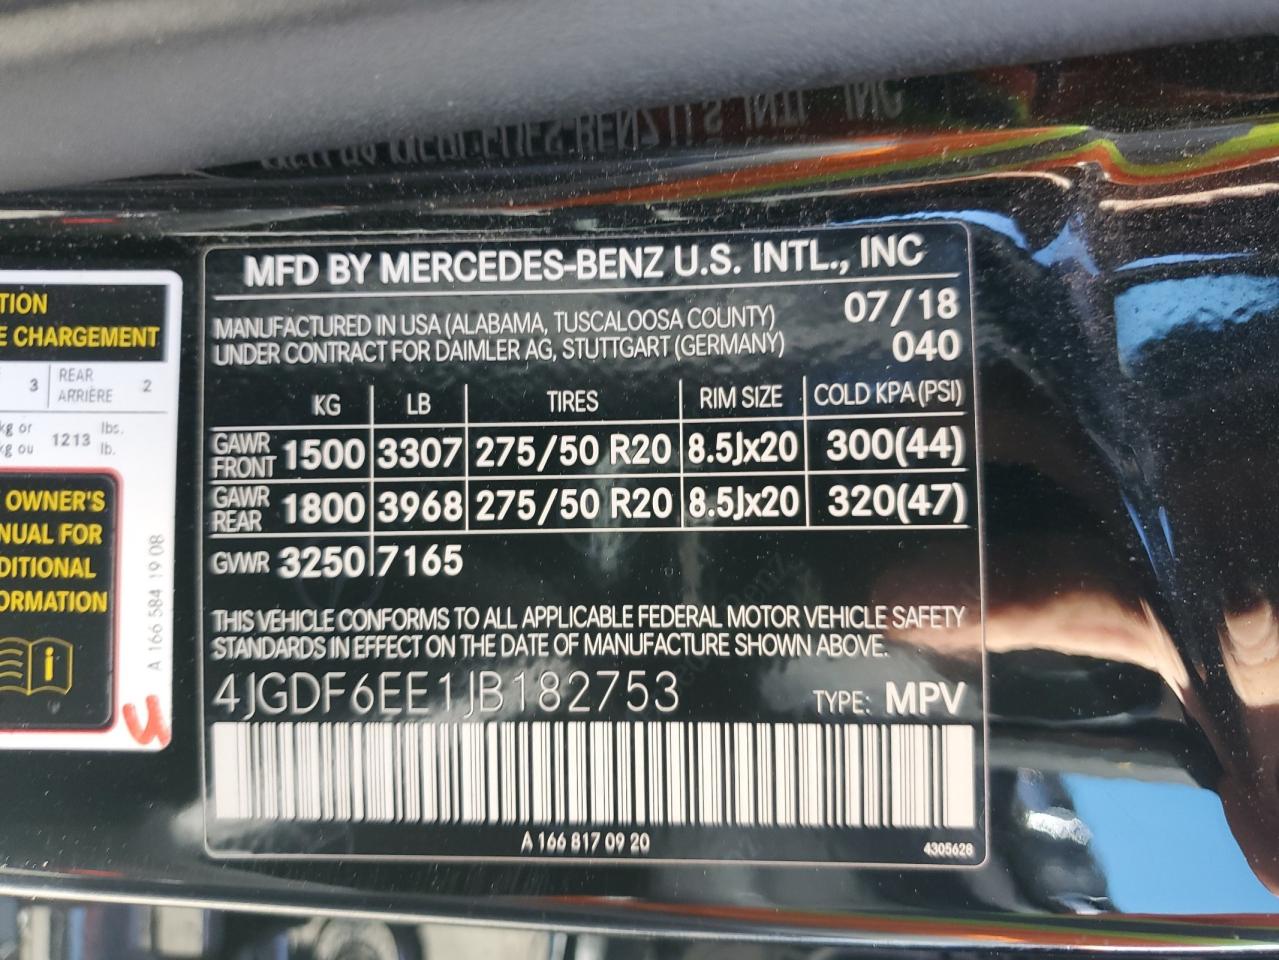 MFD BY MERCEDES-BENZ U.S. INTL., INC
MANUFACTURED IN USA (ALABAMA, TUSCALOOSA COUNTY) 07/18
UNDER CONTRACT FOR DAIMLER AG, STUTTGART (GERMANY) 040
KG LB TIRES RIM SIZE COLD KPA (PSI)
GAWR FRONT 1500 3307 275/50 R20 8.5Jx20 300(44)
GAWR REAR 1800 3968 275/50 R20 8.5Jx20 320(47)
GVWR 3250 7165
THIS VEHICLE CONFORMS TO ALL APPLICABLE FEDERAL MOTOR VEHICLE SAFETY
STANDARDS IN EFFECT ON THE DATE OF MANUFACTURE SHOWN ABOVE.
4JGDF6EE1JB182753 TYPE: MPV
A 166 817 09 20 4305628
TION
E CHARGEMENT
3 REAR 2
ARRIÈRE
kg or 1213 lbs.
kg ou lb.
OWNER'S
NUAL FOR
DITIONAL
ORMATION
i
A 166 584 19 08